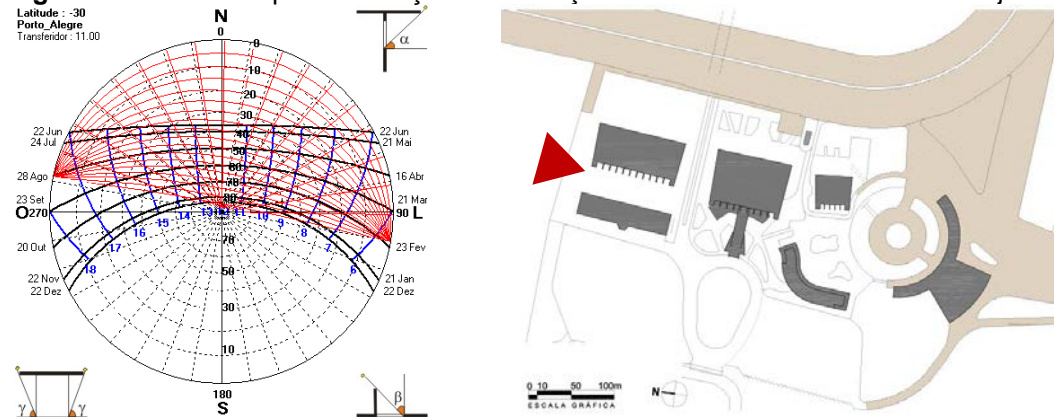 Latitude : -30
Porto_Alegre
Transferidor : 11.00
N
0
0
10
20
30
40
50
60
70
80
22 Jun
24 Jul
28 Ago
23 Set
O 270
20 Out
22 Nov
22 Dez
22 Jun
21 Mai
16 Abr
21 Mar
90 L
23 Fev
21 Jan
22 Dez
18
17
16
15
14
13
11
10
9
8
7
6
70
50
30
10
180
S
α
γ
γ
β
0 10 50 100m
ESCALA GRÁFICA
N